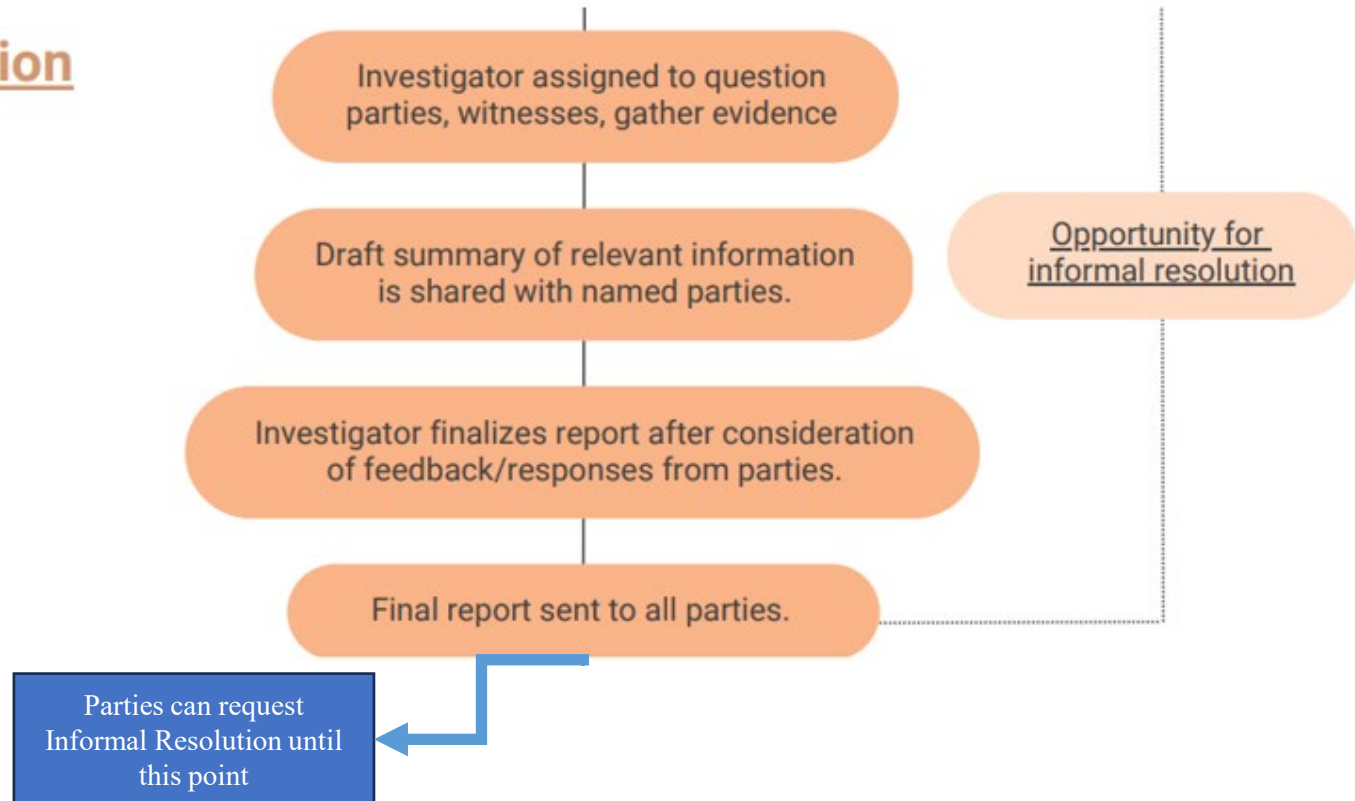 ion
Investigator assigned to question
parties, witnesses, gather evidence
Draft summary of relevant information
is shared with named parties.
Opportunity for
informal resolution
Investigator finalizes report after consideration
of feedback/responses from parties.
Final report sent to all parties.
Parties can request
Informal Resolution until
this point